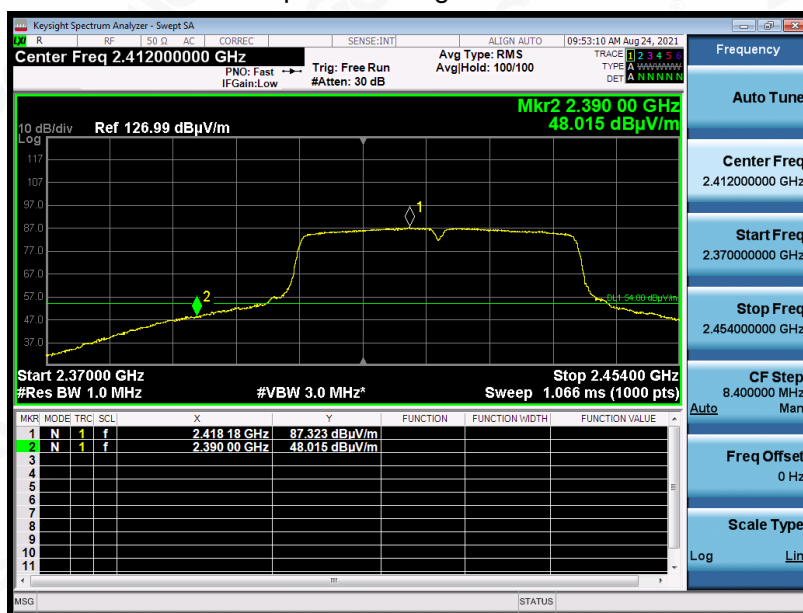 Keysight Spectrum Analyzer - Swept SA
LXI R RF 50 Ω AC CORREC SENSE:INT ALIGN AUTO 09:53:10 AM Aug 24, 2021
Center Freq 2.412000000 GHz
PNO: Fast
IFGain:Low
Trig: Free Run
#Atten: 30 dB
Avg Type: RMS
Avg|Hold: 100/100
TRACE 1 2 3 4 5 6
TYPE A WWWWW
DET A N N N N N
Mkr2 2.390 00 GHz
48.015 dBµV/m
10 dB/div Ref 126.99 dBµV/m
Log
117
107
97.0
87.0
77.0
67.0
57.0
47.0
37.0
1
2
DL1 54.00 dBµV/m
Start 2.37000 GHz Stop 2.45400 GHz
#Res BW 1.0 MHz #VBW 3.0 MHz* Sweep 1.066 ms (1000 pts)
MKR MODE TRC SCL X Y FUNCTION FUNCTION WIDTH FUNCTION VALUE
1 N 1 f 2.418 18 GHz 87.323 dBµV/m
2 N 1 f 2.390 00 GHz 48.015 dBµV/m
3
4
5
6
7
8
9
10
11
MSG STATUS
Frequency
Auto Tune
Center Freq
2.412000000 GHz
Start Freq
2.370000000 GHz
Stop Freq
2.454000000 GHz
CF Step
8.400000 MHz
Auto Man
Freq Offset
0 Hz
Scale Type
Log Lin